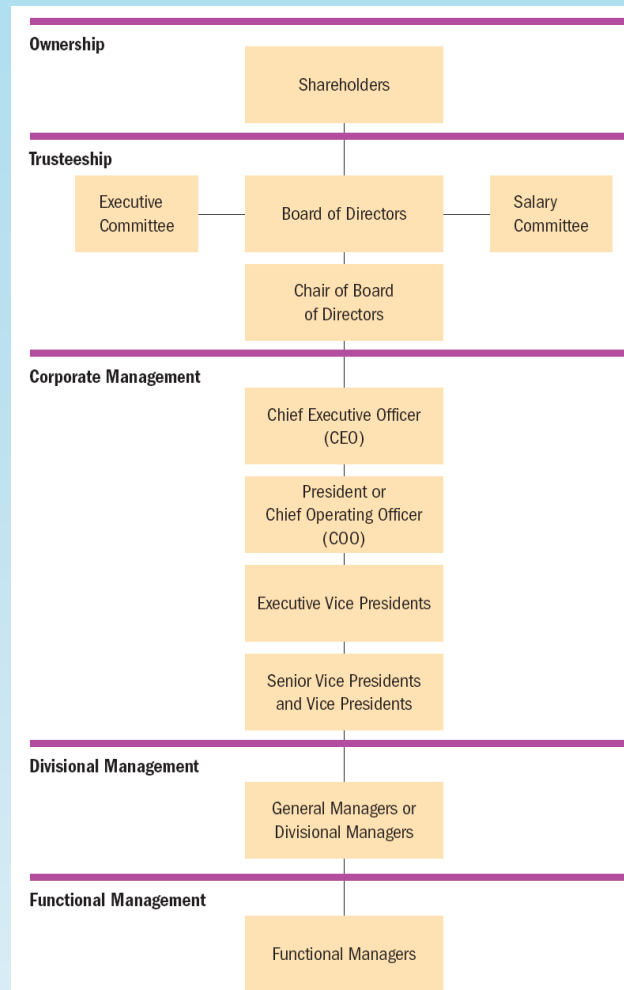 Ownership
Shareholders
Trusteeship
Executive
Committee
Board of Directors
Salary
Committee
Chair of Board
of Directors
Corporate Management
Chief Executive Officer
(CEO)
President or
Chief Operating Officer
(COO)
Executive Vice Presidents
Senior Vice Presidents
and Vice Presidents
Divisional Management
General Managers or
Divisional Managers
Functional Management
Functional Managers